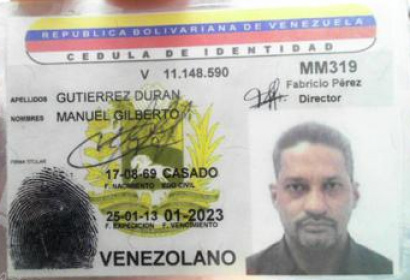 REPUBLICA BOLIVARIANA DE VENEZUELA
CEDULA DE IDENTIDAD
V 11.148.590 MM319
Fabricio Pérez
Director
APELLIDOS GUTIERREZ DURAN
NOMBRES MANUEL GILBERTO
FIRMA TITULAR
17-08-69 CASADO
F. NACIMIENTO EDO CIVIL
25-01-13 01-2023
F. EXPEDICION F. VENCIMIENTO
VENEZOLANO